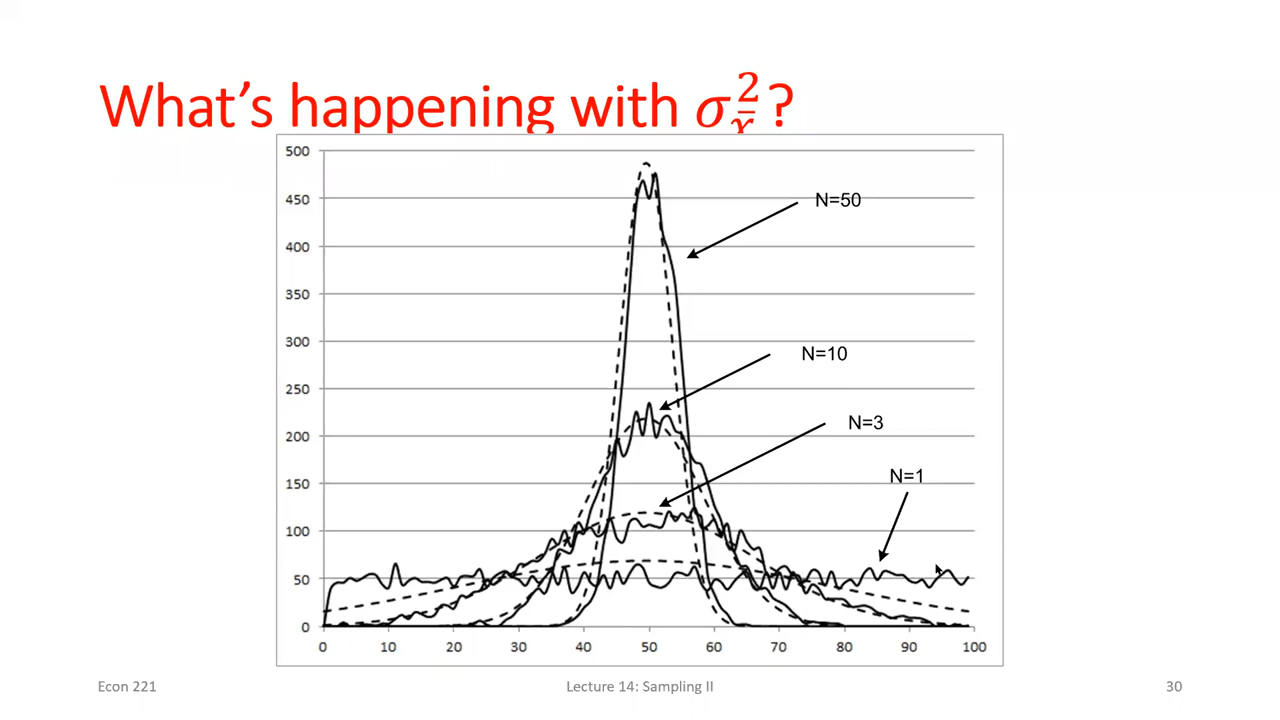 What's happening with σ²x̄?
500
450
400
350
300
250
200
150
100
50
0
N=50
N=10
N=3
N=1
0 10 20 30 40 50 60 70 80 90 100
Econ 221 Lecture 14: Sampling II 30